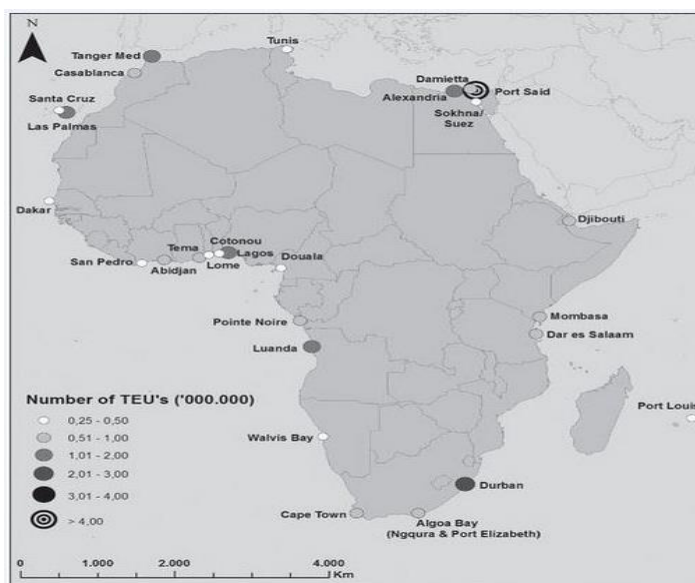 N
Tunis
Tanger Med
Casablanca
Damietta
Port Said
Alexandria
Sokhna/
Suez
Santa Cruz
Las Palmas
Dakar
Djibouti
Tema
Cotonou
Lagos
Douala
San Pedro
Abidjan
Lome
Pointe Noire
Mombasa
Dar es Salaam
Luanda
Number of TEU's ('000.000)
0,25 - 0,50
0,51 - 1,00
1,01 - 2,00
2,01 - 3,00
3,01 - 4,00
> 4,00
Port Louis
Walvis Bay
Durban
Cape Town
Algoa Bay
(Ngqura & Port Elizabeth)
0 1.000 2.000 4.000
Km